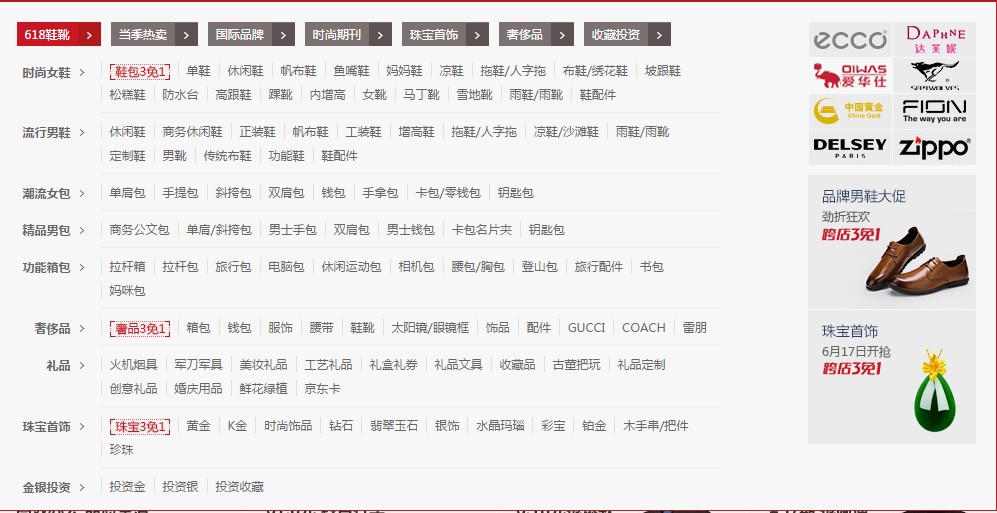 618鞋靴 > 当季热卖 > 国际品牌 > 时尚期刊 > 珠宝首饰 > 奢侈品 > 收藏投资 >
时尚女鞋 > 鞋包3免1 单鞋 休闲鞋 帆布鞋 鱼嘴鞋 妈妈鞋 凉鞋 拖鞋/人字拖 布鞋/绣花鞋 坡跟鞋
松糕鞋 防水台 高跟鞋 踝靴 内增高 女靴 马丁靴 雪地靴 雨鞋/雨靴 鞋配件
流行男鞋 > 休闲鞋 商务休闲鞋 正装鞋 帆布鞋 工装鞋 增高鞋 拖鞋/人字拖 凉鞋/沙滩鞋 雨鞋/雨靴
定制鞋 男靴 传统布鞋 功能鞋 鞋配件
潮流女包 > 单肩包 手提包 斜挎包 双肩包 钱包 手拿包 卡包/零钱包 钥匙包
精品男包 > 商务公文包 单肩/斜挎包 男士手包 双肩包 男士钱包 卡包名片夹 钥匙包
功能箱包 > 拉杆箱 拉杆包 旅行包 电脑包 休闲运动包 相机包 腰包/胸包 登山包 旅行配件 书包
妈咪包
奢侈品 > 奢品3免1 箱包 钱包 服饰 腰带 鞋靴 太阳镜/眼镜框 饰品 配件 GUCCI COACH 雷朋
礼品 > 火机烟具 军刀军具 美妆礼品 工艺礼品 礼盒礼券 礼品文具 收藏品 古董把玩 礼品定制
创意礼品 婚庆用品 鲜花绿植 京东卡
珠宝首饰 > 珠宝3免1 黄金 K金 时尚饰品 钻石 翡翠玉石 银饰 水晶玛瑙 彩宝 铂金 木手串/把件
珍珠
金银投资 > 投资金 投资银 投资收藏
ecco DAPHNE
达芙妮
OIWAS
爱华仕 SEPTWOLVES
中国黄金
China Gold
FION
The way you are
DELSEY
PARIS
Zippo
品牌男鞋大促
劲折狂欢
跨店3免1
珠宝首饰
6月17日开抢
跨店3免1